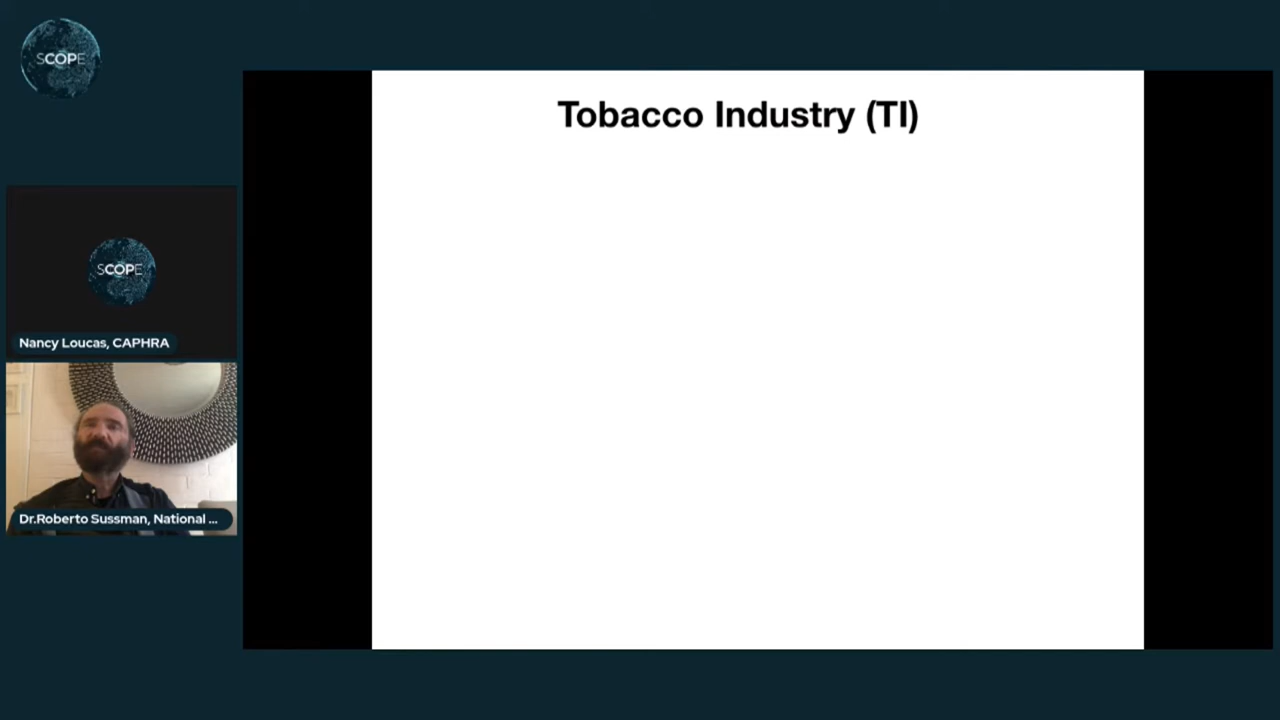 SCOPE
Tobacco Industry (TI)
SCOPE
Nancy Loucas, CAPHRA
Dr.Roberto Sussman, National ...